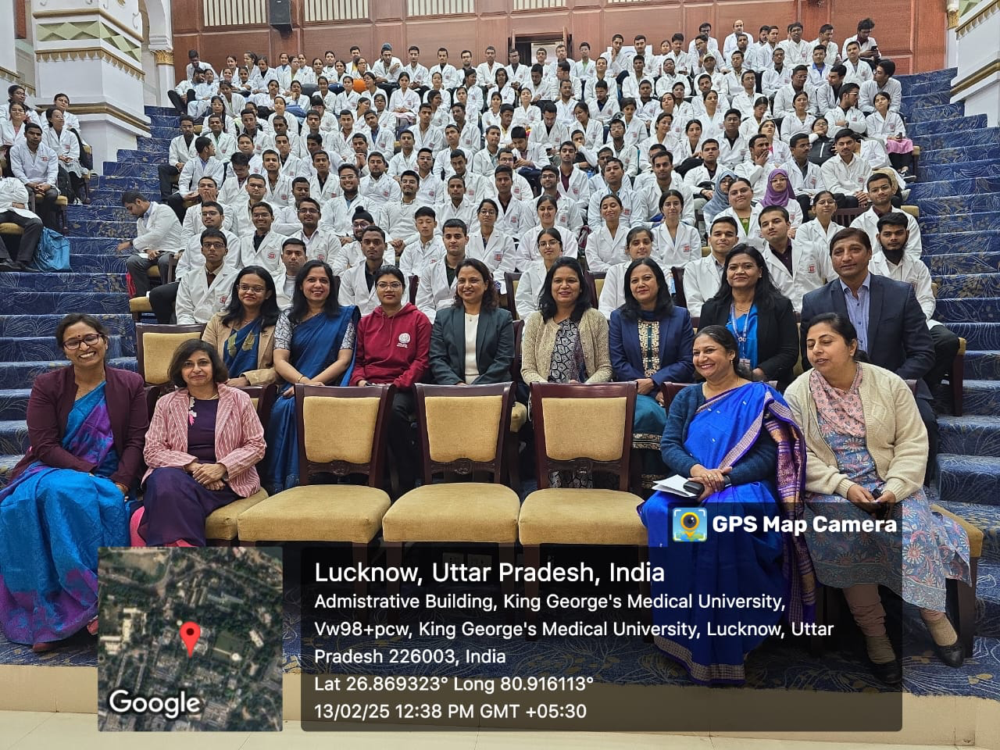 GPS Map Camera
Lucknow, Uttar Pradesh, India
Admistrative Building, King George's Medical University,
Vw98+pcw, King George's Medical University, Lucknow, Uttar
Pradesh 226003, India
Lat 26.869323° Long 80.916113°
13/02/25 12:38 PM GMT +05:30
Google